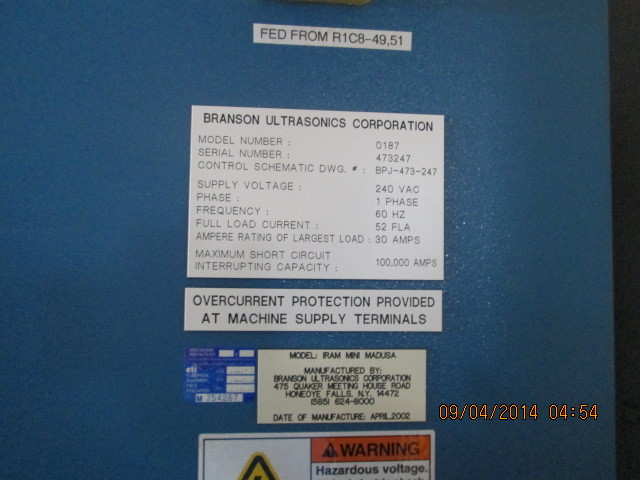 FED FROM R1C8-49,51
BRANSON ULTRASONICS CORPORATION
MODEL NUMBER : 0187
SERIAL NUMBER : 473247
CONTROL SCHEMATIC DWG. # : BPJ-473-247
SUPPLY VOLTAGE : 240 VAC
PHASE : 1 PHASE
FREQUENCY : 60 HZ
FULL LOAD CURRENT : 52 FLA
AMPERE RATING OF LARGEST LOAD : 30 AMPS
MAXIMUM SHORT CIRCUIT
INTERRUPTING CAPACITY : 100,000 AMPS
OVERCURRENT PROTECTION PROVIDED
AT MACHINE SUPPLY TERMINALS
eti
M 354287
MODEL: IRAM MINI MADUSA
MANUFACTURED BY:
BRANSON ULTRASONICS CORPORATION
475 QUAKER MEETING HOUSE ROAD
HONEOYE FALLS, N.Y. 14472
(585) 624-8000
DATE OF MANUFACTURE: APRIL,2002
09/04/2014 04:54
WARNING
Hazardous voltage.